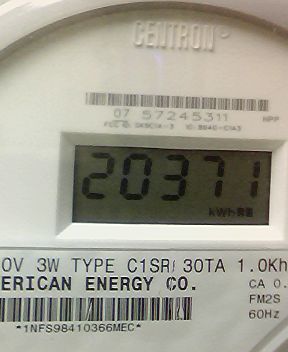 CENTRON
07 57245311 HPP
20371
kWh
0V 3W TYPE C1SR 30TA 1.0Kh
ERICAN ENERGY CO. CA 0.
FM2S
60Hz
*1NFS98410366MEC*